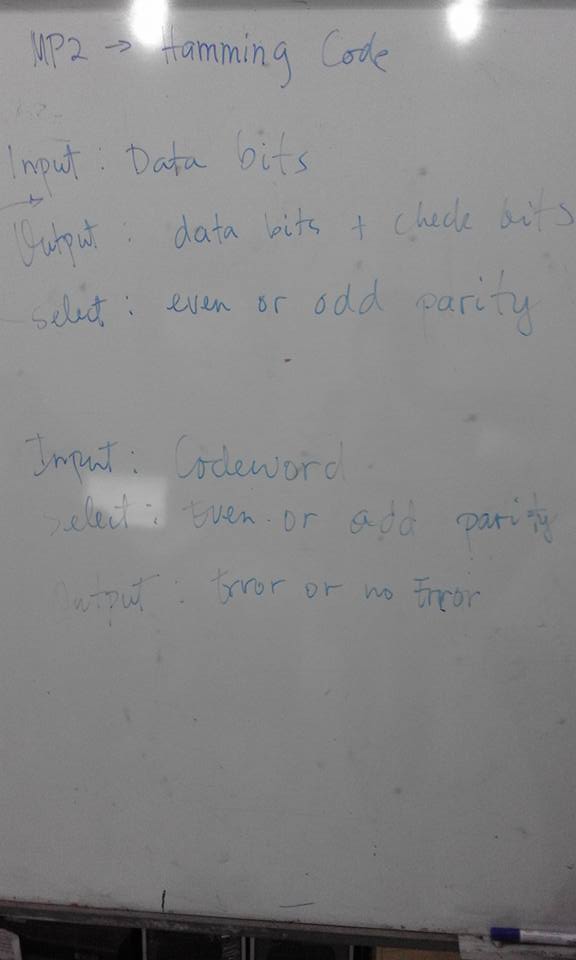 MP2 → Hamming Code
Input : Data bits
Output : data bits + check bits
select : even or odd parity
Input : Codeword
select : Even or odd parity
Output : Error or no Error